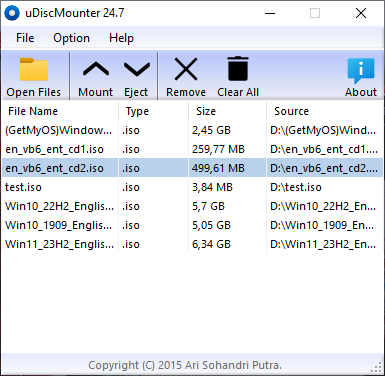 uDiscMounter 24.7
File Option Help
Open Files Mount Eject Remove Clear All About
File Name Type Size Source
(GetMyOS)Window... .iso 2,45 GB D:\(GetMyOS)Wind...
en_vb6_ent_cd1.iso .iso 259,77 MB D:\en_vb6_ent_cd1....
en_vb6_ent_cd2.iso .iso 499,61 MB D:\en_vb6_ent_cd2....
test.iso .iso 3,84 MB D:\test.iso
Win10_22H2_Englis... .iso 5,7 GB D:\Win10_22H2_En...
Win10_1909_Englis... .iso 5,05 GB D:\Win10_1909_En...
Win11_23H2_Englis... .iso 6,34 GB D:\Win11_23H2_En...
Copyright (C) 2015 Ari Sohandri Putra.